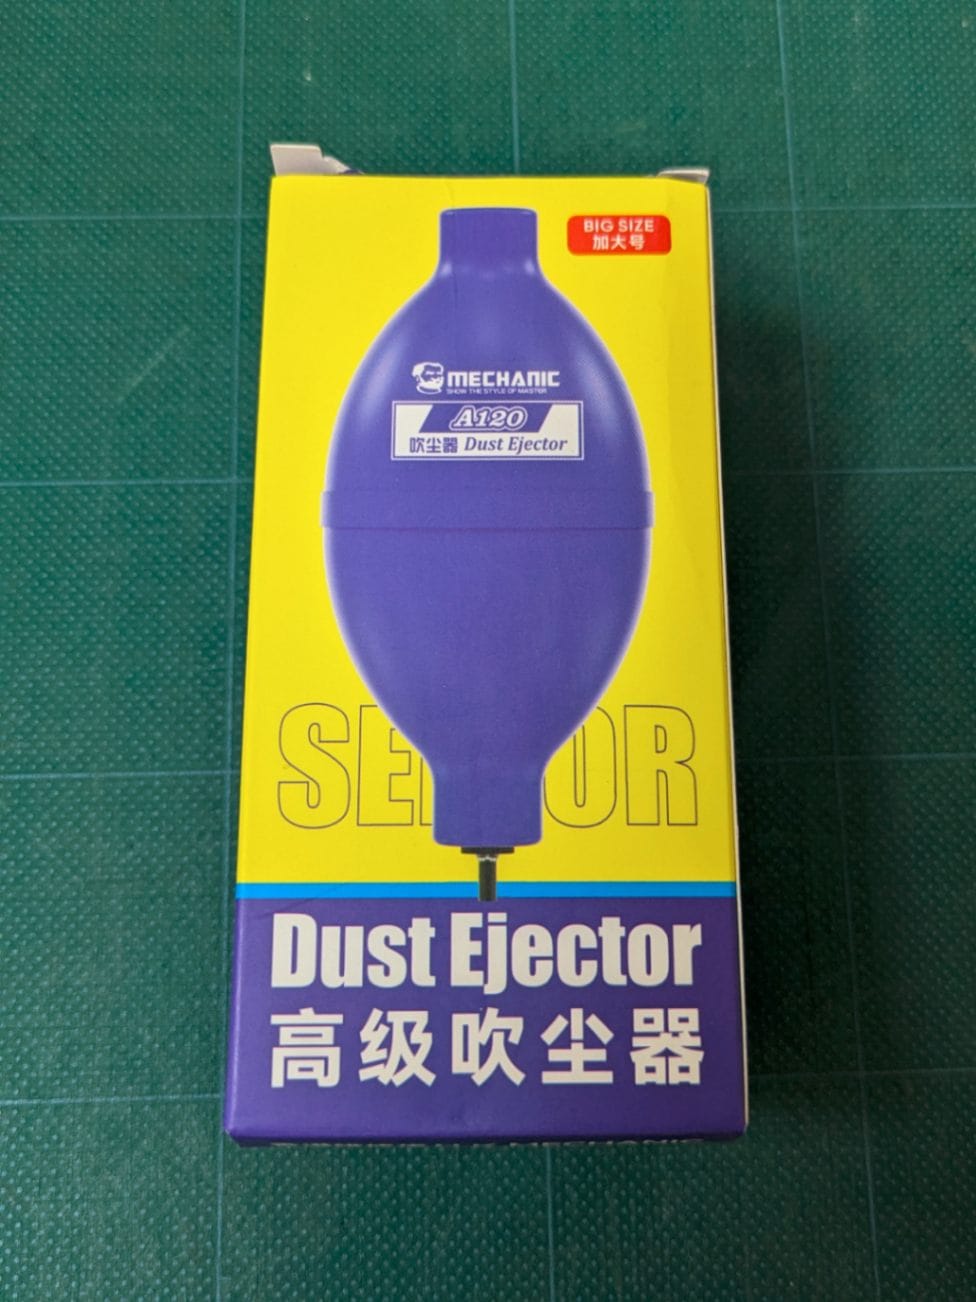 BIG SIZE
加大号
MECHANIC
SHOW THE STYLE OF MASTER
A120
吹尘器 Dust Ejector
Dust Ejector
高级吹尘器